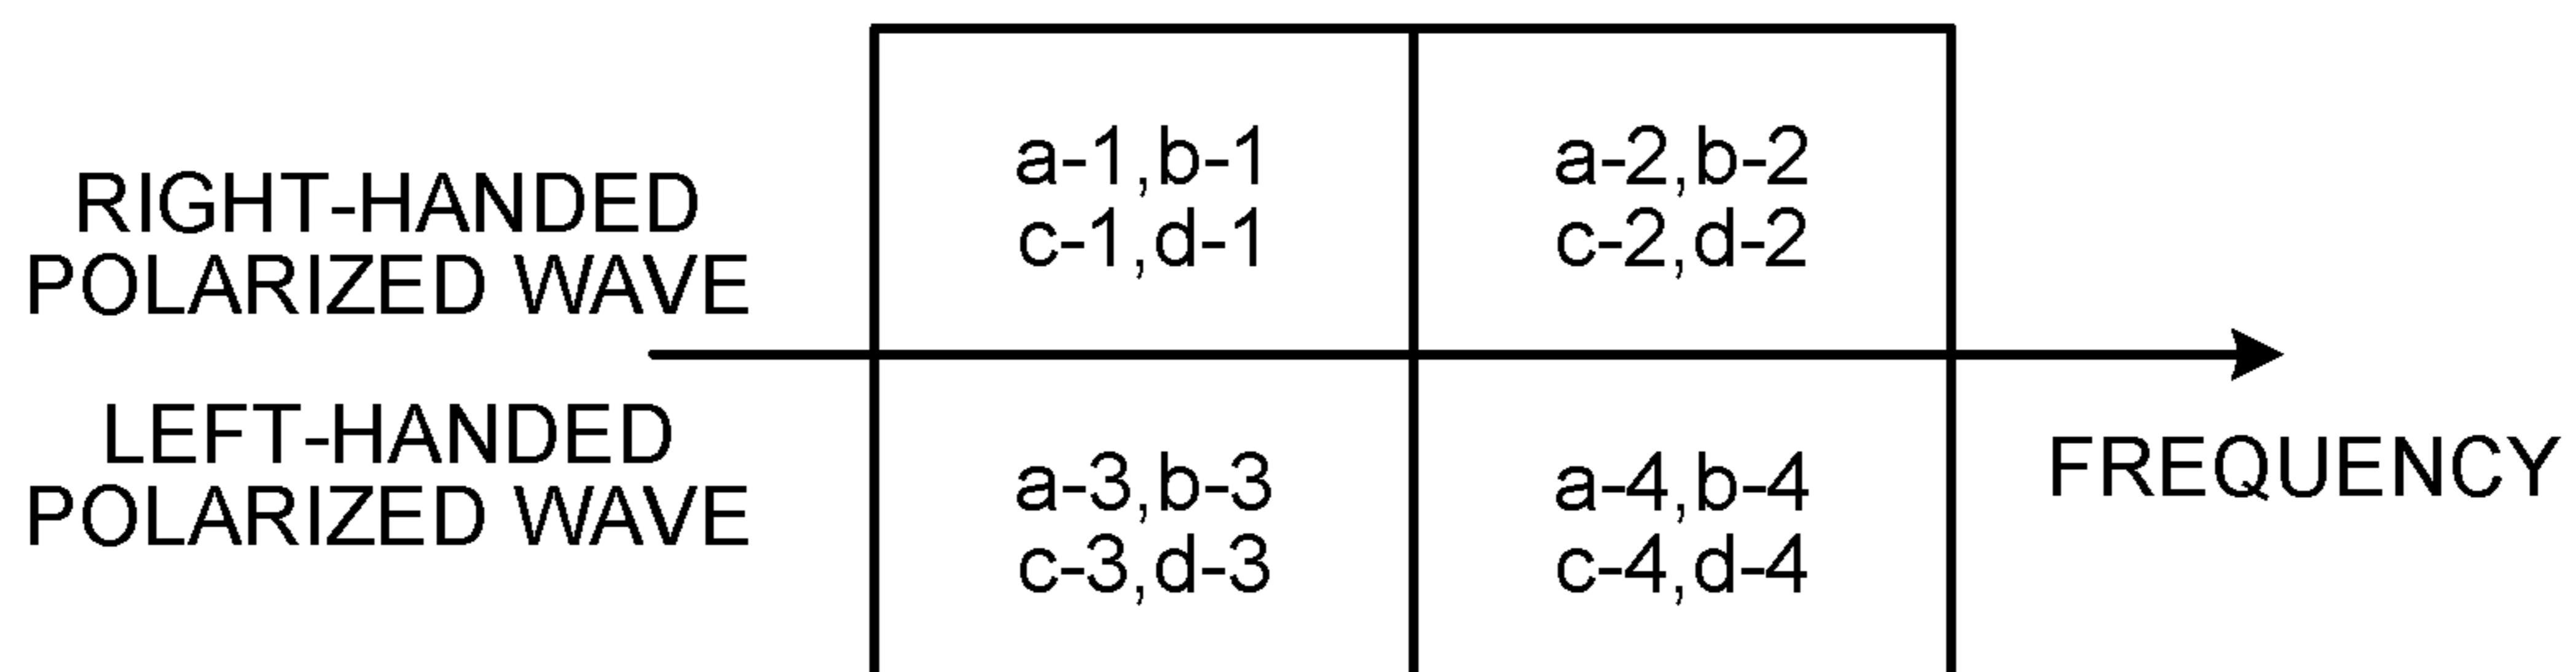 RIGHT-HANDED
POLARIZED WAVE
a-1,b-1
c-1,d-1
a-2,b-2
c-2,d-2
LEFT-HANDED
POLARIZED WAVE
a-3,b-3
c-3,d-3
a-4,b-4
c-4,d-4
FREQUENCY